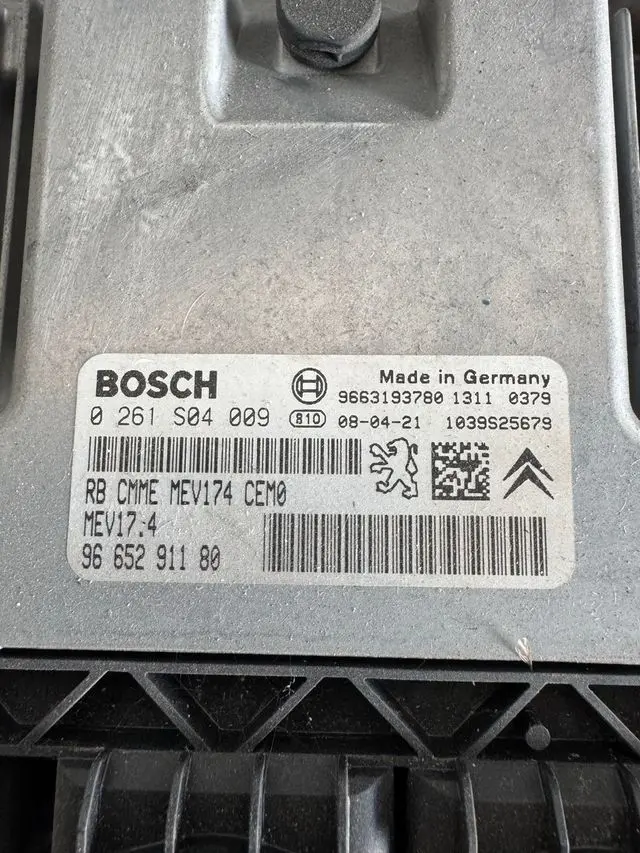 BOSCH
Made in Germany
9663193780 1311 0379
0 261 S04 009
810 08-04-21 1039S25679
RB CMME MEV174 CEM0
MEV17.4
96 652 911 80